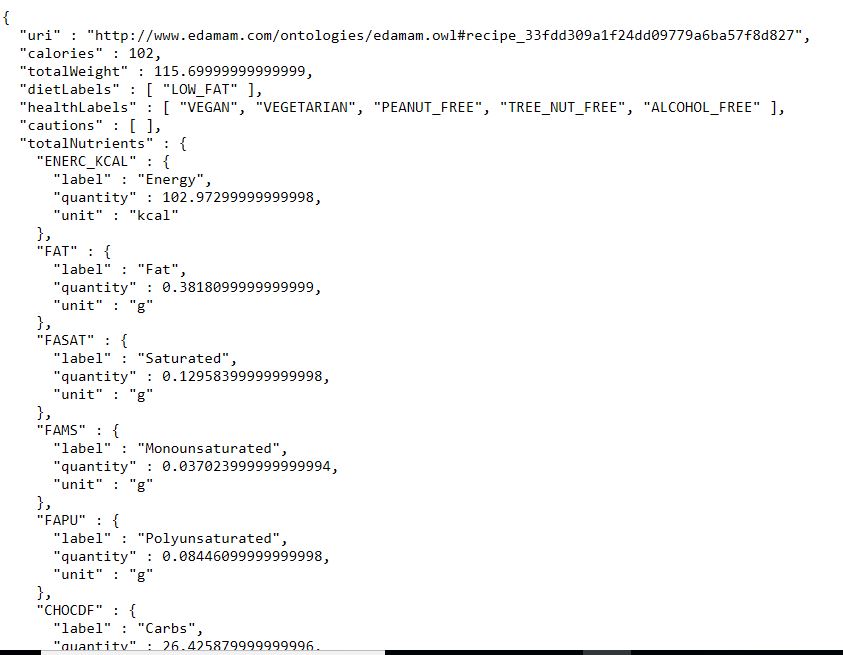 {
"uri" : "http://www.edamam.com/ontologies/edamam.owl#recipe_33fdd309a1f24dd09779a6ba57f8d827",
"calories" : 102,
"totalWeight" : 115.69999999999999,
"dietLabels" : [ "LOW_FAT" ],
"healthLabels" : [ "VEGAN", "VEGETARIAN", "PEANUT_FREE", "TREE_NUT_FREE", "ALCOHOL_FREE" ],
"cautions" : [ ],
"totalNutrients" : {
"ENERC_KCAL" : {
"label" : "Energy",
"quantity" : 102.97299999999998,
"unit" : "kcal"
},
"FAT" : {
"label" : "Fat",
"quantity" : 0.3818099999999999,
"unit" : "g"
},
"FASAT" : {
"label" : "Saturated",
"quantity" : 0.12958399999999998,
"unit" : "g"
},
"FAMS" : {
"label" : "Monounsaturated",
"quantity" : 0.037023999999999994,
"unit" : "g"
},
"FAPU" : {
"label" : "Polyunsaturated",
"quantity" : 0.08446099999999998,
"unit" : "g"
},
"CHOCDF" : {
"label" : "Carbs",
"quantity" : 26.425879999999996,